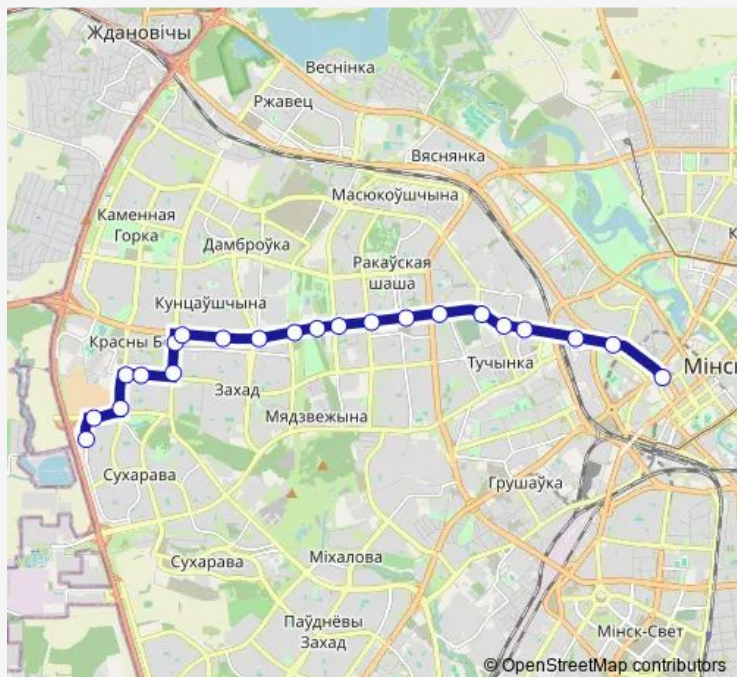 Ждановічы
Веснінка
Ржавец
Вяснянка
Масюкоўшчына
Каменная
Горка
Дамброўка
Ракаўская
шаша
Кунцаўшчына
Красны Б
Тучынка
Мінск
Захад
Мядзвежына
Сухарава
Грушаўка
Сухарава
Міхалова
Паўднёвы
Захад
Мінск-Свет
© OpenStreetMap contributors